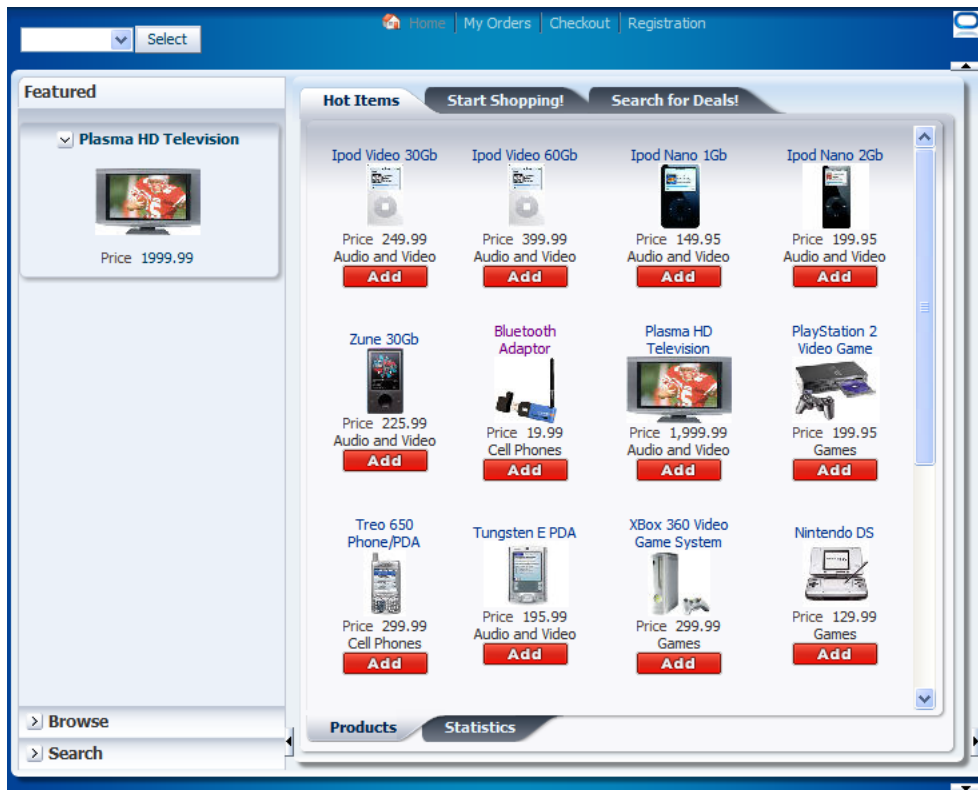 Select
Home My Orders Checkout Registration
Featured
Plasma HD Television
Price 1999.99
Browse
Search
Hot Items Start Shopping! Search for Deals!
Ipod Video 30Gb Ipod Video 60Gb Ipod Nano 1Gb Ipod Nano 2Gb
Price 249.99 Price 399.99 Price 149.95 Price 199.95
Audio and Video Audio and Video Audio and Video Audio and Video
Add Add Add Add
Zune 30Gb Bluetooth Adaptor Plasma HD Television PlayStation 2 Video Game
Price 225.99 Price 19.99 Price 1,999.99 Price 199.95
Audio and Video Cell Phones Audio and Video Games
Add Add Add Add
Treo 650 Phone/PDA Tungsten E PDA XBox 360 Video Game System Nintendo DS
Price 299.99 Price 195.99 Price 299.99 Price 129.99
Cell Phones Audio and Video Games Games
Add Add Add Add
Products Statistics